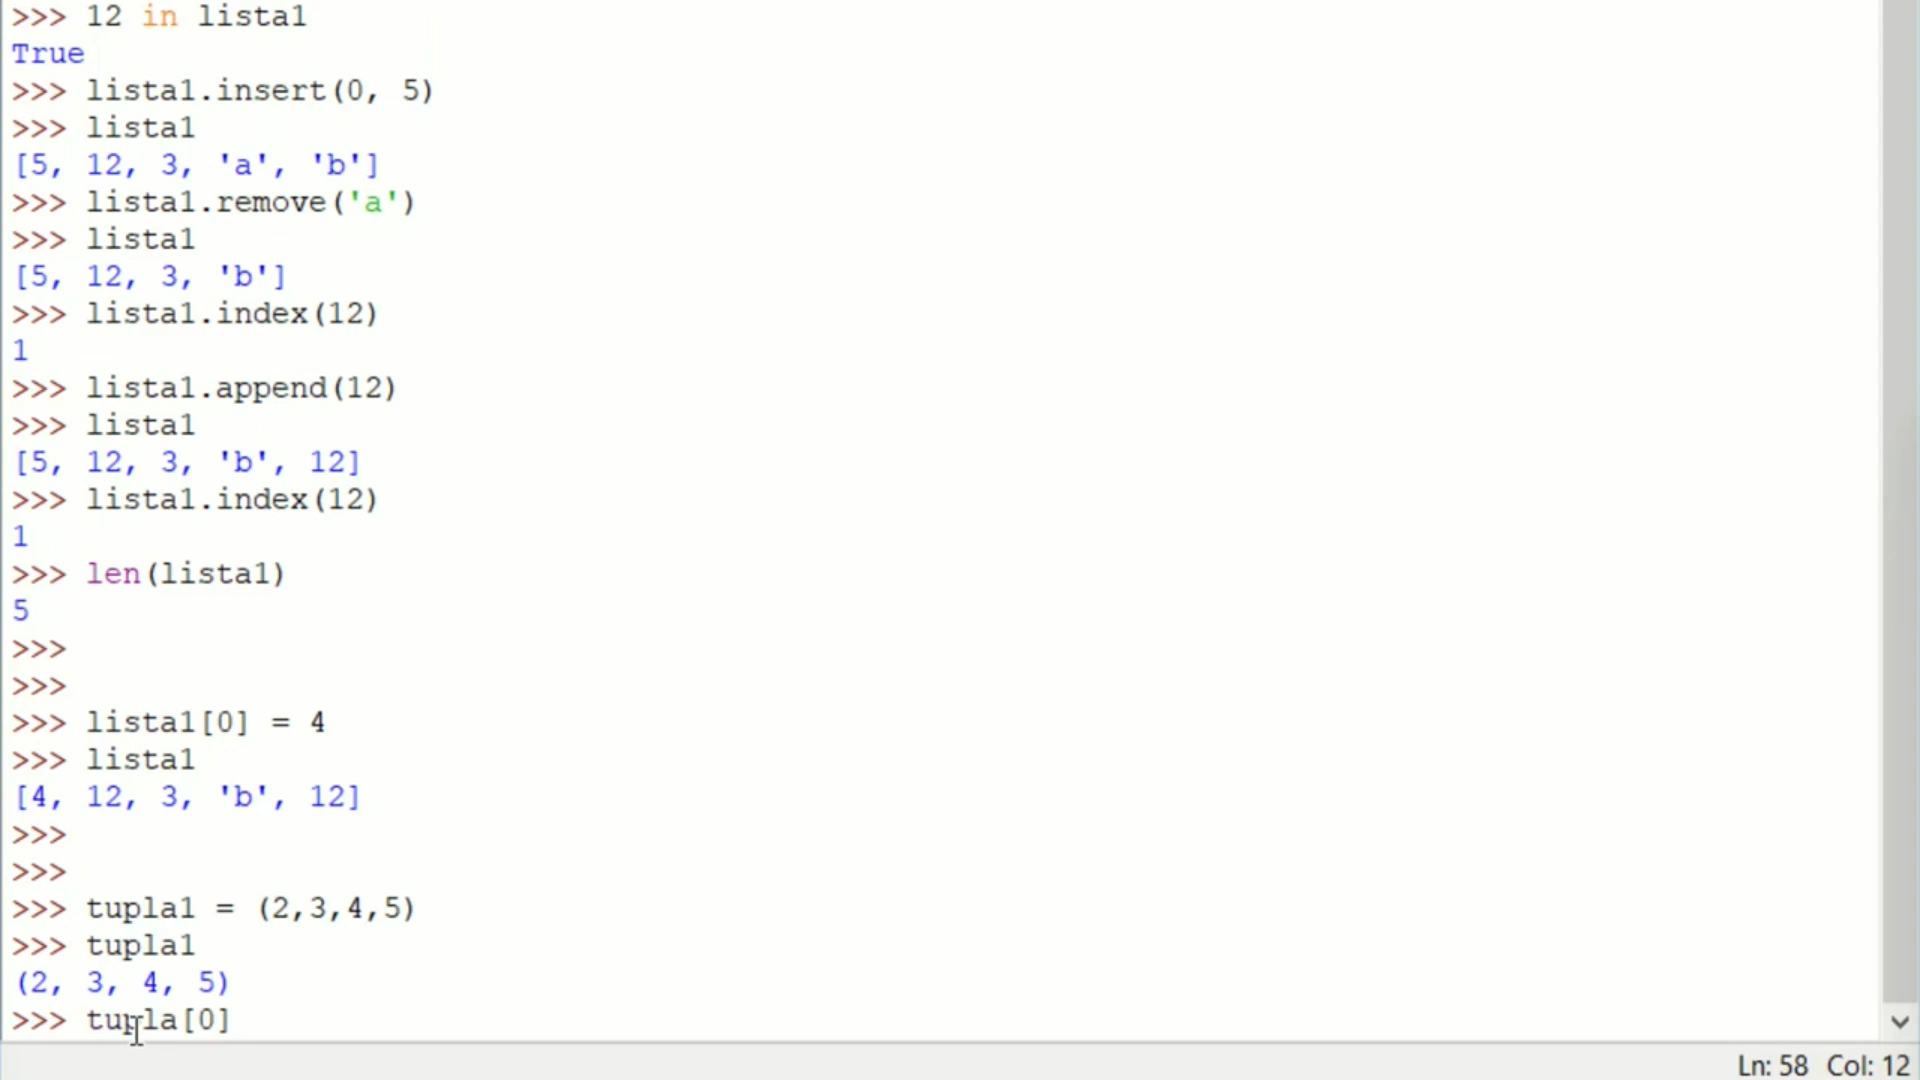 >>> 12 in lista1
True
>>> lista1.insert(0, 5)
>>> lista1
[5, 12, 3, 'a', 'b']
>>> lista1.remove('a')
>>> lista1
[5, 12, 3, 'b']
>>> lista1.index(12)
1
>>> lista1.append(12)
>>> lista1
[5, 12, 3, 'b', 12]
>>> lista1.index(12)
1
>>> len(lista1)
5
>>>
>>>
>>> lista1[0] = 4
>>> lista1
[4, 12, 3, 'b', 12]
>>>
>>>
>>> tupla1 = (2,3,4,5)
>>> tupla1
(2, 3, 4, 5)
>>> tupla[0]
Ln: 58 Col: 12